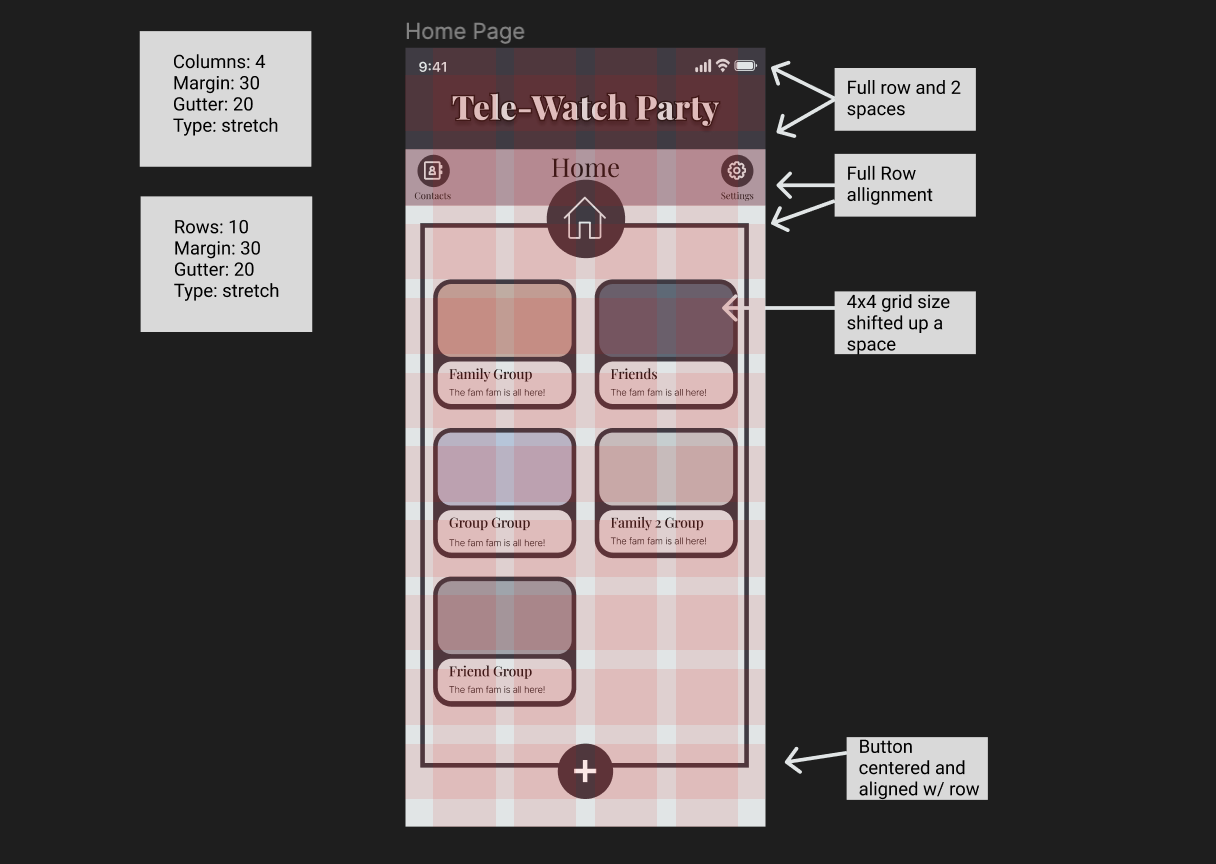 Home Page
Columns: 4
Margin: 30
Gutter: 20
Type: stretch
Rows: 10
Margin: 30
Gutter: 20
Type: stretch
9:41
Tele-Watch Party
Home
Contacts
Settings
Family Group
The fam fam is all here!
Friends
The fam fam is all here!
Group Group
The fam fam is all here!
Family 2 Group
The fam fam is all here!
Friend Group
The fam fam is all here!
Full row and 2
spaces
Full Row
allignment
4x4 grid size
shifted up a
space
Button
centered and
aligned w/ row